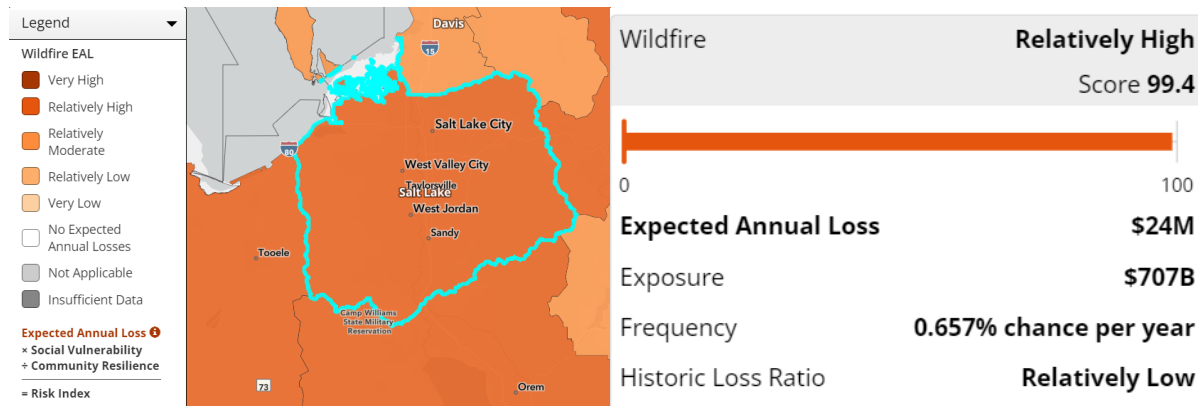 Legend
Wildfire EAL
Very High
Relatively High
Relatively
Moderate
Relatively Low
Very Low
No Expected
Annual Losses
Not Applicable
Insufficient Data
Expected Annual Loss
× Social Vulnerability
÷ Community Resilience
= Risk Index
Davis
15
80
Salt Lake City
West Valley City
Taylorsville
Salt Lake
West Jordan
Sandy
Tooele
Camp Williams
State Military
Reservation
73
Orem
Wildfire Relatively High
Score 99.4
0 100
Expected Annual Loss $24M
Exposure $707B
Frequency 0.657% chance per year
Historic Loss Ratio Relatively Low